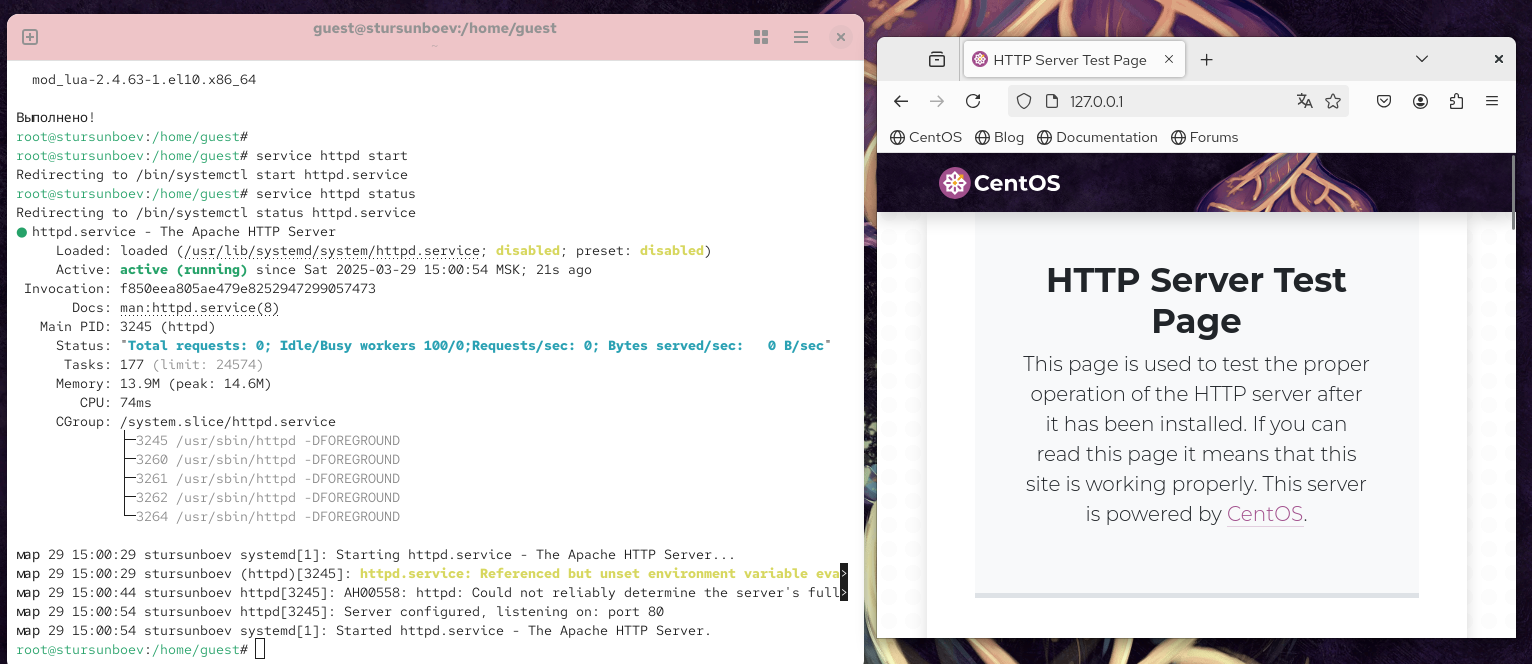 guest@stursunboev:/home/guest
mod_lua-2.4.63-1.el10.x86_64
Выполнено!
root@stursunboev:/home/guest#
root@stursunboev:/home/guest# service httpd start
Redirecting to /bin/systemctl start httpd.service
root@stursunboev:/home/guest# service httpd status
Redirecting to /bin/systemctl status httpd.service
● httpd.service - The Apache HTTP Server
Loaded: loaded (/usr/lib/systemd/system/httpd.service; disabled; preset: disabled)
Active: active (running) since Sat 2025-03-29 15:00:54 MSK; 21s ago
Invocation: f850eea805ae479e8252947299057473
Docs: man:httpd.service(8)
Main PID: 3245 (httpd)
Status: "Total requests: 0; Idle/Busy workers 100/0;Requests/sec: 0; Bytes served/sec:   0 B/sec"
Tasks: 177 (limit: 24574)
Memory: 13.9M (peak: 14.6M)
CPU: 74ms
CGroup: /system.slice/httpd.service
├─3245 /usr/sbin/httpd -DFOREGROUND
├─3260 /usr/sbin/httpd -DFOREGROUND
├─3261 /usr/sbin/httpd -DFOREGROUND
├─3262 /usr/sbin/httpd -DFOREGROUND
└─3264 /usr/sbin/httpd -DFOREGROUND
мар 29 15:00:29 stursunboev systemd[1]: Starting httpd.service - The Apache HTTP Server...
мар 29 15:00:29 stursunboev (httpd)[3245]: httpd.service: Referenced but unset environment variable eva>
мар 29 15:00:44 stursunboev httpd[3245]: AH00558: httpd: Could not reliably determine the server's full>
мар 29 15:00:54 stursunboev httpd[3245]: Server configured, listening on: port 80
мар 29 15:00:54 stursunboev systemd[1]: Started httpd.service - The Apache HTTP Server.
root@stursunboev:/home/guest#
HTTP Server Test Page
127.0.0.1
CentOS Blog Documentation Forums
CentOS
HTTP Server Test
Page
This page is used to test the proper
operation of the HTTP server after
it has been installed. If you can
read this page it means that this
site is working properly. This server
is powered by CentOS.